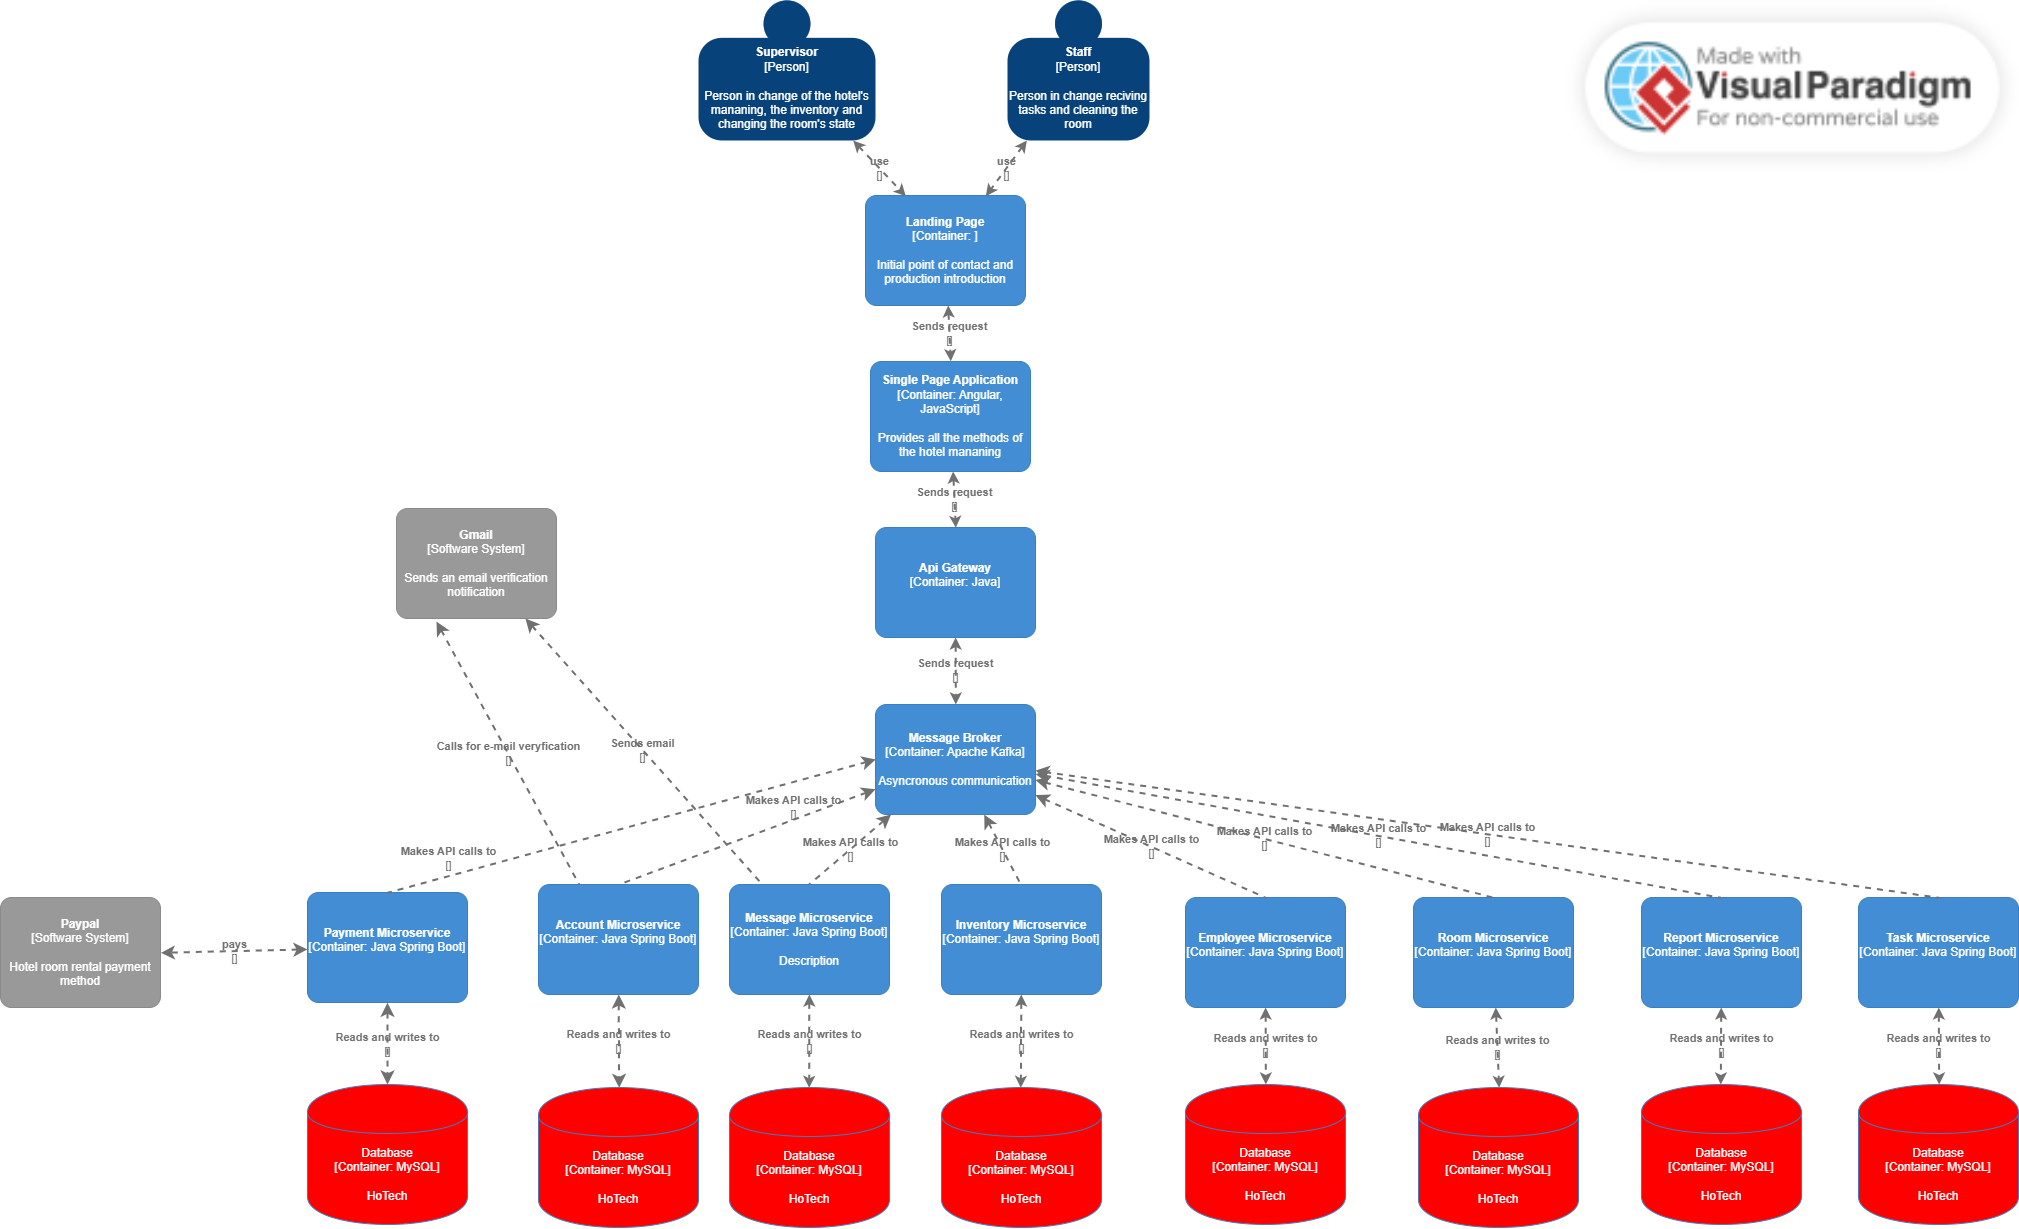 Supervisor
[Person]
Person in change of the hotel's
mananing, the inventory and
changing the room's state
Staff
[Person]
Person in change reciving
tasks and cleaning the
room
Made with
Visual Paradigm
For non-commercial use
use
use
Landing Page
[Container: ]
Initial point of contact and
production introduction
Sends request
Single Page Application
[Container: Angular,
JavaScript]
Provides all the methods of
the hotel mananing
Sends request
Gmail
[Software System]
Sends an email verification
notification
Api Gateway
[Container: Java]
Sends request
Message Broker
[Container: Apache Kafka]
Asyncronous communication
Calls for e-mail veryfication
Sends email
Makes API calls to
Makes API calls to
Makes API calls to
Makes API calls to
Makes API calls to
Makes API calls to
Makes API calls to
Makes API calls to
Paypal
[Software System]
Hotel room rental payment
method
pays
Payment Microservice
[Container: Java Spring Boot]
Account Microservice
[Container: Java Spring Boot]
Message Microservice
[Container: Java Spring Boot]
Description
Inventory Microservice
[Container: Java Spring Boot]
Employee Microservice
[Container: Java Spring Boot]
Room Microservice
[Container: Java Spring Boot]
Report Microservice
[Container: Java Spring Boot]
Task Microservice
[Container: Java Spring Boot]
Reads and writes to
Reads and writes to
Reads and writes to
Reads and writes to
Reads and writes to
Reads and writes to
Reads and writes to
Reads and writes to
Database
[Container: MySQL]
HoTech
Database
[Container: MySQL]
HoTech
Database
[Container: MySQL]
HoTech
Database
[Container: MySQL]
HoTech
Database
[Container: MySQL]
HoTech
Database
[Container: MySQL]
HoTech
Database
[Container: MySQL]
HoTech
Database
[Container: MySQL]
HoTech